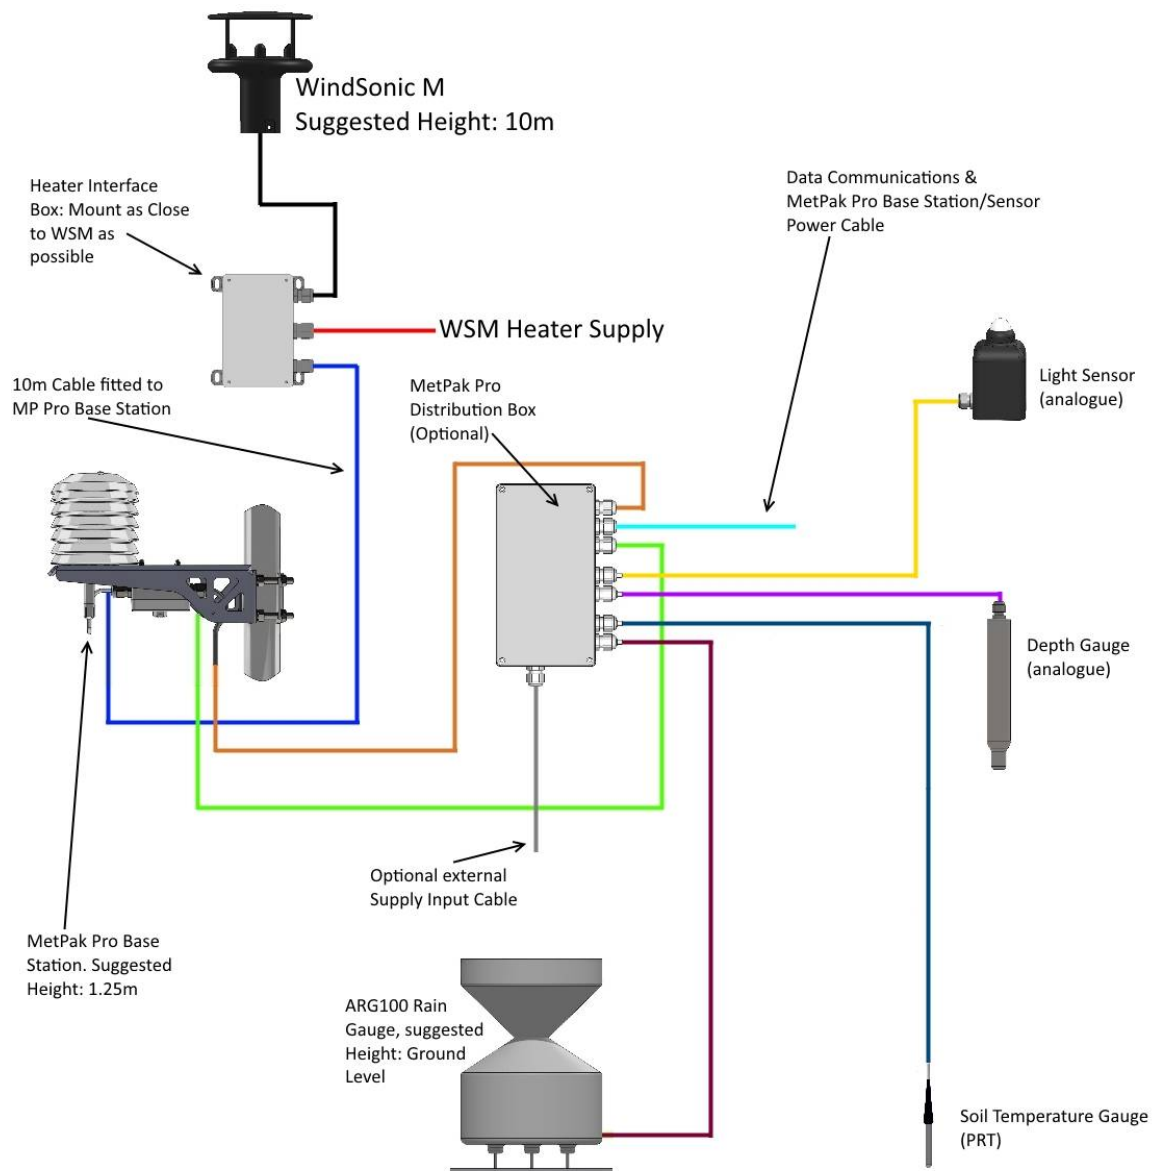 WindSonic M
Suggested Height: 10m
Heater Interface
Box: Mount as Close
to WSM as
possible
Data Communications &
MetPak Pro Base Station/Sensor
Power Cable
WSM Heater Supply
10m Cable fitted to
MP Pro Base Station
MetPak Pro
Distribution Box
(Optional)
Light Sensor
(analogue)
Depth Gauge
(analogue)
Optional external
Supply Input Cable
MetPak Pro Base
Station. Suggested
Height: 1.25m
ARG100 Rain
Gauge, suggested
Height: Ground
Level
Soil Temperature Gauge
(PRT)